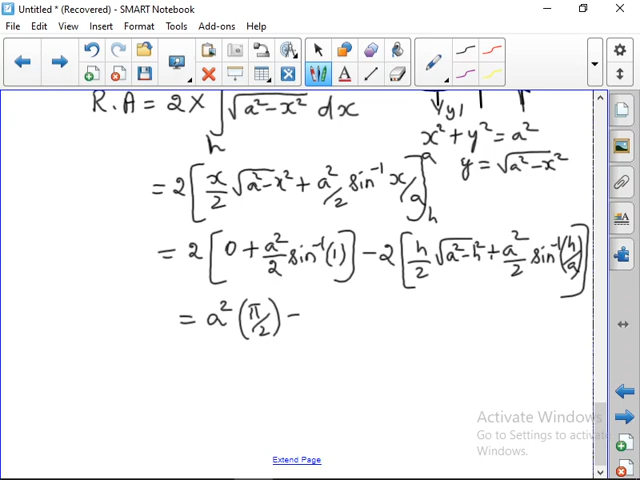 Untitled * (Recovered) - SMART Notebook
File Edit View Insert Format Tools Add-ons Help
R.A = 2 × ∫ √a²-x² dx
h
y1
x² + y² = a²
y = √a²-x²
= 2 [ x/2 √a²-x² + a²/2 sin⁻¹ x/a ] a h
= 2 [ 0 + a²/2 sin⁻¹(1) ] - 2 [ h/2 √a²-h² + a²/2 sin⁻¹(h/a) ]
= a² (π/2) -
Activate Windows
Go to Settings to activate
Windows.
Extend Page